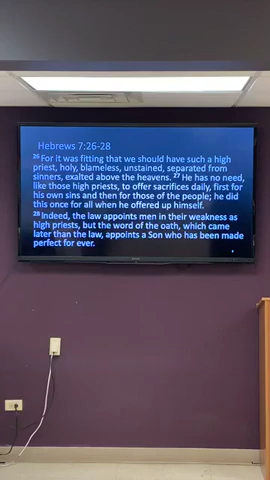 Hebrews 7:26-28
26 For it was fitting that we should have such a high
priest, holy, blameless, unstained, separated from
sinners, exalted above the heavens. 27 He has no need,
like those high priests, to offer sacrifices daily, first for
his own sins and then for those of the people; he did
this once for all when he offered up himself.
28 Indeed, the law appoints men in their weakness as
high priests, but the word of the oath, which came
later than the law, appoints a Son who has been made
perfect for ever.